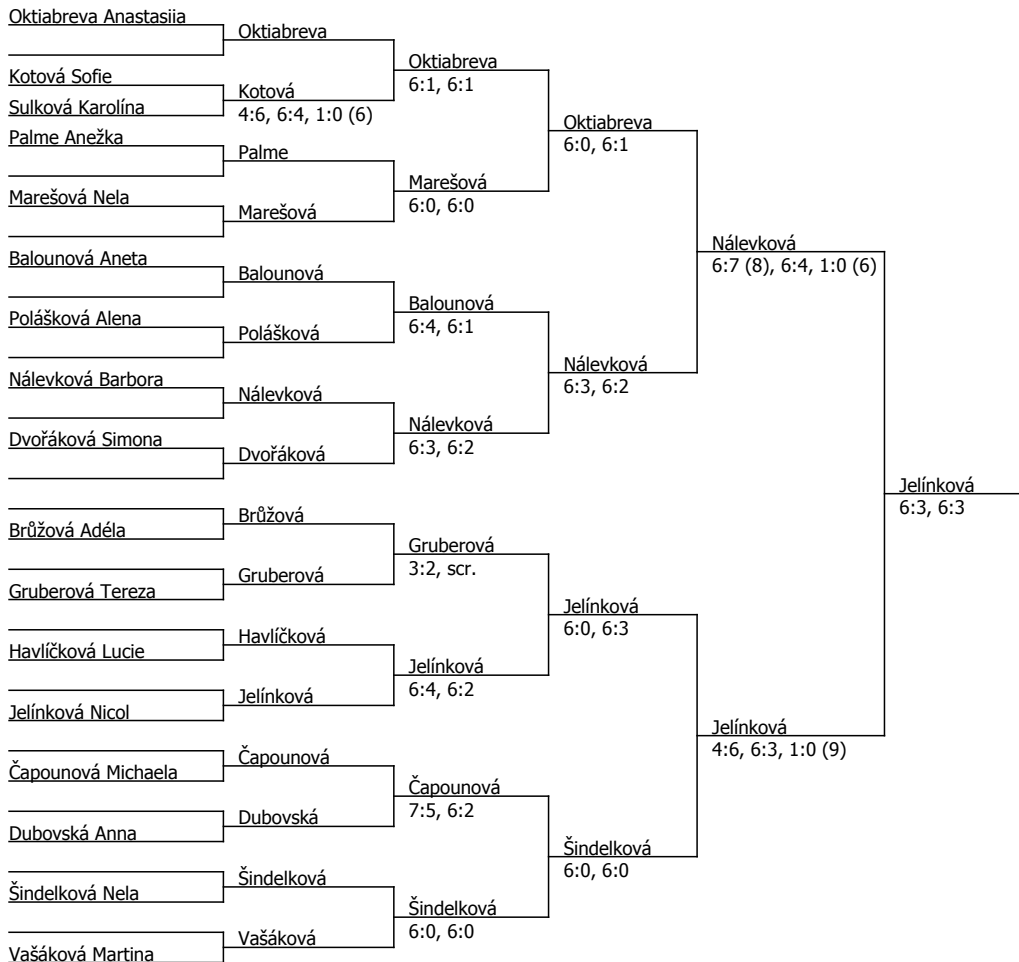 Oktiabreva Anastasiia
Oktiabreva
Oktiabreva
6:1, 6:1
Kotová Sofie
Kotová
4:6, 6:4, 1:0 (6)
Sulková Karolína
Oktiabreva
6:0, 6:1
Palme Anežka
Palme
Marešová
6:0, 6:0
Marešová Nela
Marešová
Nálevková
6:7 (8), 6:4, 1:0 (6)
Balounová Aneta
Balounová
Balounová
6:4, 6:1
Polášková Alena
Polášková
Nálevková
6:3, 6:2
Nálevková Barbora
Nálevková
Nálevková
6:3, 6:2
Dvořáková Simona
Dvořáková
Jelínková
6:3, 6:3
Brůžová Adéla
Brůžová
Gruberová
3:2, scr.
Gruberová Tereza
Gruberová
Jelínková
6:0, 6:3
Havlíčková Lucie
Havlíčková
Jelínková
6:4, 6:2
Jelínková Nicol
Jelínková
Jelínková
4:6, 6:3, 1:0 (9)
Čapounová Michaela
Čapounová
Čapounová
7:5, 6:2
Dubovská Anna
Dubovská
Šindelková
6:0, 6:0
Šindelková Nela
Šindelková
Šindelková
6:0, 6:0
Vašáková Martina
Vašáková